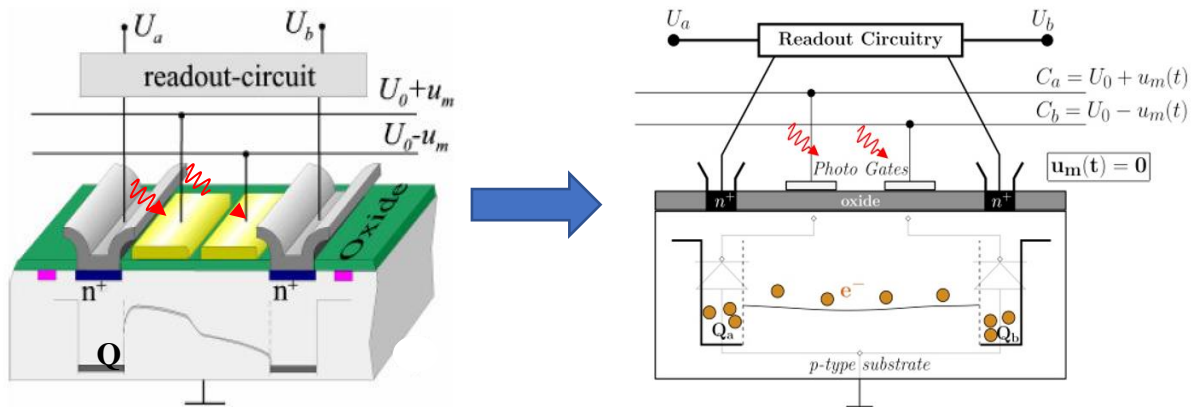 U_a
U_b
readout-circuit
U_0+u_m
U_0-u_m
Oxide
n^+
n^+
Q
U_a
U_b
Readout Circuitry
C_a = U_0 + u_m(t)
C_b = U_0 − u_m(t)
Photo Gates
u_m(t) = 0
n^+
oxide
n^+
e^−
Q_a
Q_b
p-type substrate